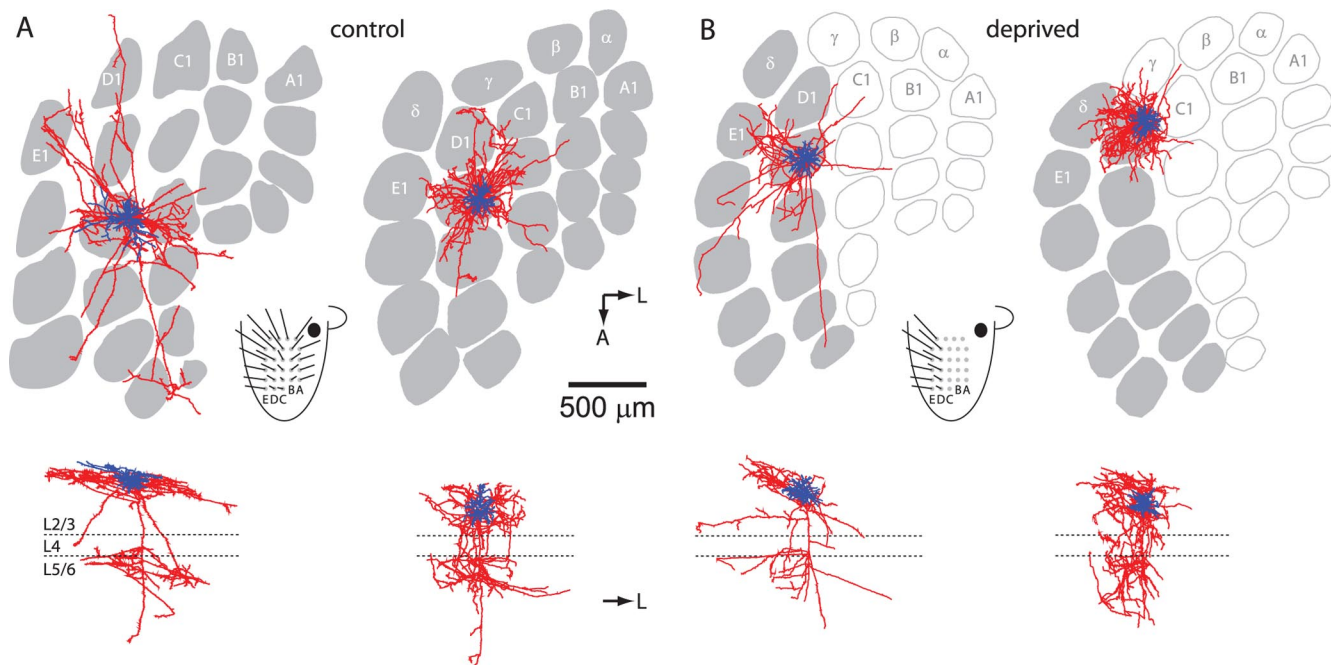 A
control
D1
C1
B1
A1
E1
β
α
γ
δ
B1
A1
C1
D1
E1
L
A
500 μm
EDC
BA
B
deprived
γ
β
α
δ
D1
C1
B1
A1
E1
EDC
BA
β
α
γ
B1
A1
δ
C1
E1
L2/3
L4
L5/6
L